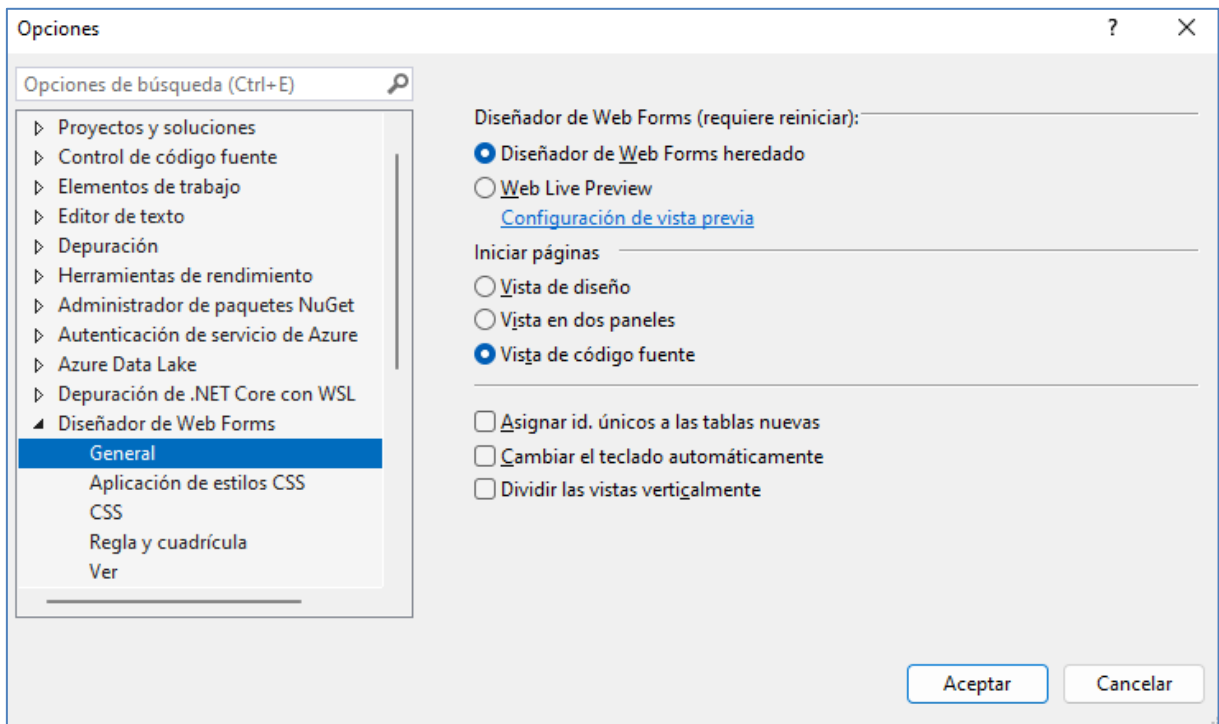 Opciones
?
Opciones de búsqueda (Ctrl+E)
Proyectos y soluciones
Control de código fuente
Elementos de trabajo
Editor de texto
Depuración
Herramientas de rendimiento
Administrador de paquetes NuGet
Autenticación de servicio de Azure
Azure Data Lake
Depuración de .NET Core con WSL
Diseñador de Web Forms
General
Aplicación de estilos CSS
CSS
Regla y cuadrícula
Ver
Diseñador de Web Forms (requiere reiniciar):
Diseñador de Web Forms heredado
Web Live Preview
Configuración de vista previa
Iniciar páginas
Vista de diseño
Vista en dos paneles
Vista de código fuente
Asignar id. únicos a las tablas nuevas
Cambiar el teclado automáticamente
Dividir las vistas verticalmente
Aceptar
Cancelar